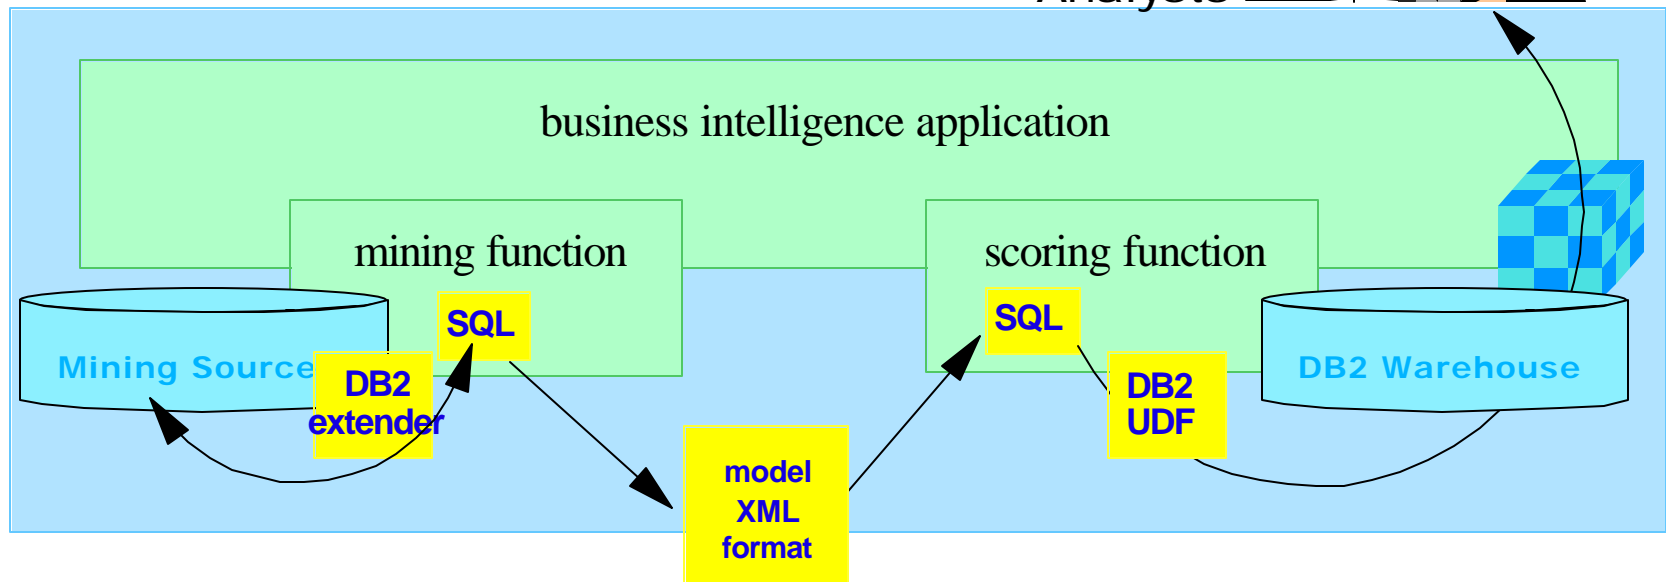 business intelligence application
mining function
scoring function
SQL
SQL
Mining Source
DB2
extender
DB2
UDF
DB2 Warehouse
model
XML
format